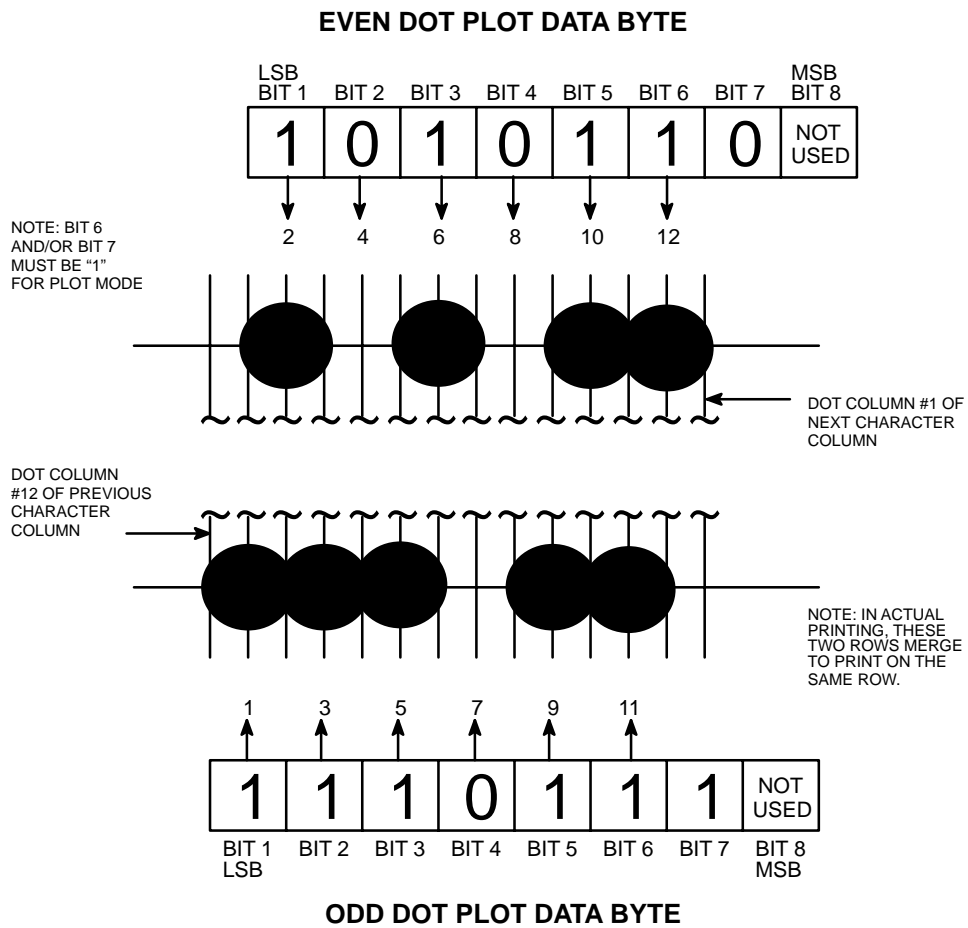 EVEN DOT PLOT DATA BYTE
LSB
MSB
BIT 1 BIT 2 BIT 3 BIT 4 BIT 5 BIT 6 BIT 7 BIT 8
1 0 1 0 1 1 0 NOT
USED
2 4 6 8 10 12
NOTE: BIT 6
AND/OR BIT 7
MUST BE “1”
FOR PLOT MODE
DOT COLUMN #1 OF
NEXT CHARACTER
COLUMN
DOT COLUMN
#12 OF PREVIOUS
CHARACTER
COLUMN
NOTE: IN ACTUAL
PRINTING, THESE
TWO ROWS MERGE
TO PRINT ON THE
SAME ROW.
1 3 5 7 9 11
1 1 1 0 1 1 1 NOT
USED
BIT 1 BIT 2 BIT 3 BIT 4 BIT 5 BIT 6 BIT 7 BIT 8
LSB
MSB
ODD DOT PLOT DATA BYTE